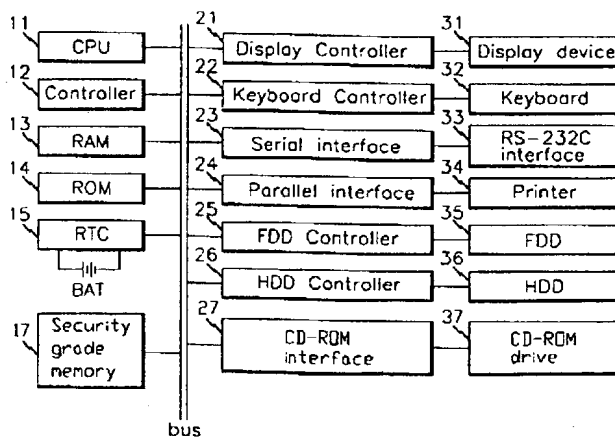 11 CPU
12 Controller
13 RAM
14 ROM
15 RTC
BAT
17 Security
grade
memory
bus
21 Display Controller
22 Keyboard Controller
23 Serial interface
24 Parallel interface
25 FDD Controller
26 HDD Controller
27 CD-ROM
interface
31 Display device
32 Keyboard
33 RS-232C
interface
34 Printer
35 FDD
36 HDD
37 CD-ROM
drive